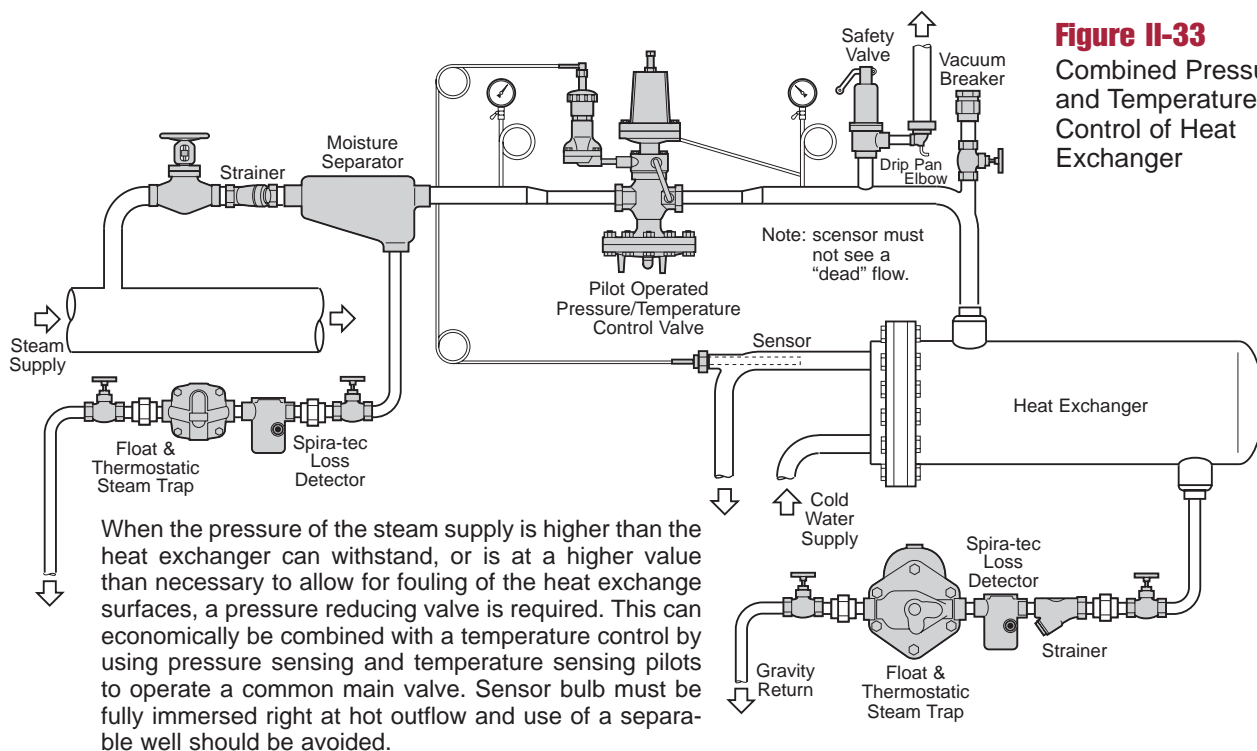 Figure II-33
Combined Pressu
and Temperature
Control of Heat
Exchanger
Safety
Valve
Vacuum
Breaker
Drip Pan
Elbow
Moisture
Separator
Strainer
Note: scensor must
not see a
“dead” flow.
Pilot Operated
Pressure/Temperature
Control Valve
Steam
Supply
Sensor
Heat Exchanger
Float &
Thermostatic
Steam Trap
Spira-tec
Loss
Detector
Cold
Water
Supply
Spira-tec
Loss
Detector
Strainer
Gravity
Return
Float &
Thermostatic
Steam Trap
When the pressure of the steam supply is higher than the
heat exchanger can withstand, or is at a higher value
than necessary to allow for fouling of the heat exchange
surfaces, a pressure reducing valve is required. This can
economically be combined with a temperature control by
using pressure sensing and temperature sensing pilots
to operate a common main valve. Sensor bulb must be
fully immersed right at hot outflow and use of a separa-
ble well should be avoided.